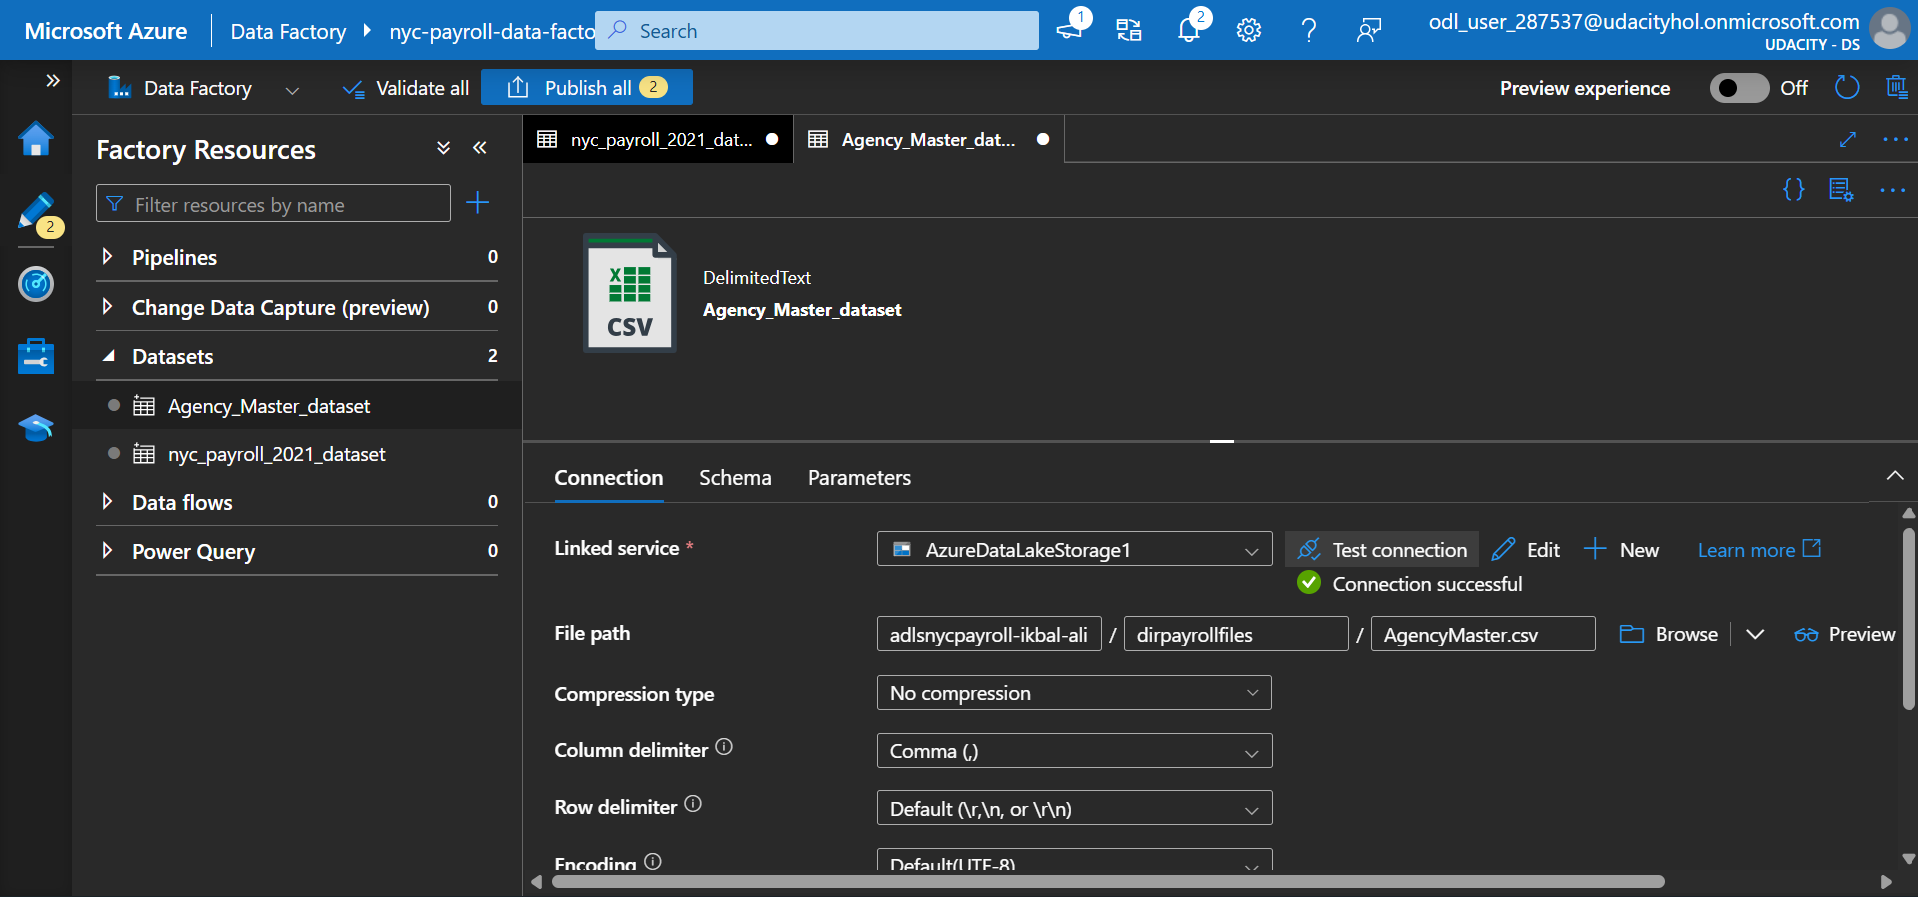 Microsoft Azure
Data Factory
nyc-payroll-data-facto
Search
1
2
odl_user_287537@udacityhol.onmicrosoft.com
UDACITY - DS
Data Factory
Validate all
Publish all 2
Preview experience
Off
2
Factory Resources
Filter resources by name
Pipelines 0
Change Data Capture (preview) 0
Datasets 2
Agency_Master_dataset
nyc_payroll_2021_dataset
Data flows 0
Power Query 0
nyc_payroll_2021_dat...
Agency_Master_dat...
X
CSV
DelimitedText
Agency_Master_dataset
Connection Schema Parameters
Linked service * AzureDataLakeStorage1 Test connection Edit New Learn more
Connection successful
File path adlsnycpayroll-ikbal-ali / dirpayrollfiles / AgencyMaster.csv Browse Preview
Compression type No compression
Column delimiter Comma (,)
Row delimiter Default (\r,\n, or \r\n)
Encoding Default(UTF-8)